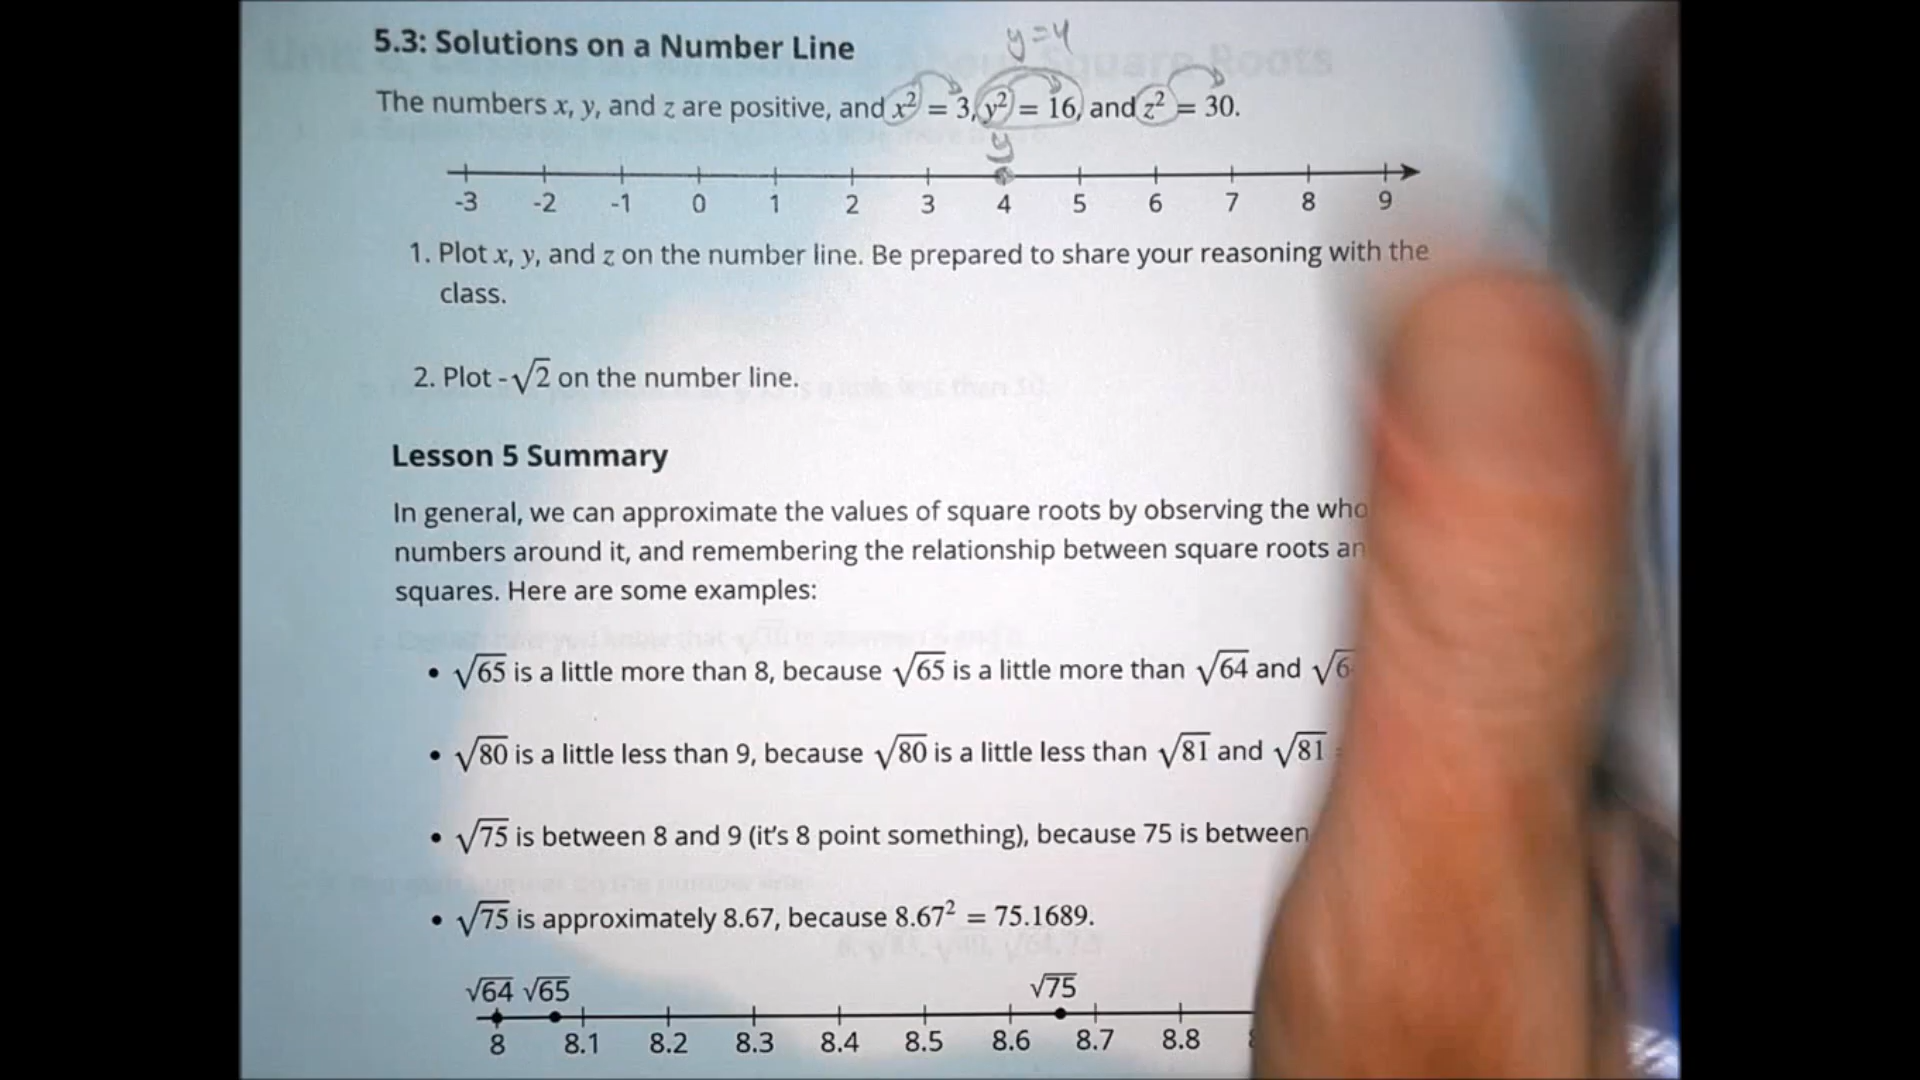 5.3: Solutions on a Number Line
y=4
The numbers x, y, and z are positive, and x² = 3, y² = 16, and z² = 30.
y
-3 -2 -1 0 1 2 3 4 5 6 7 8 9
1. Plot x, y, and z on the number line. Be prepared to share your reasoning with the
class.
2. Plot -√2 on the number line.
Lesson 5 Summary
In general, we can approximate the values of square roots by observing the
numbers around it, and remembering the relationship between square roots
squares. Here are some examples:
• √65 is a little more than 8, because √65 is a little more than √64 and
• √80 is a little less than 9, because √80 is a little less than √81 and √81
• √75 is between 8 and 9 (it's 8 point something), because 75 is between
• √75 is approximately 8.67, because 8.67² = 75.1689.
√64 √65 √75
8 8.1 8.2 8.3 8.4 8.5 8.6 8.7 8.8